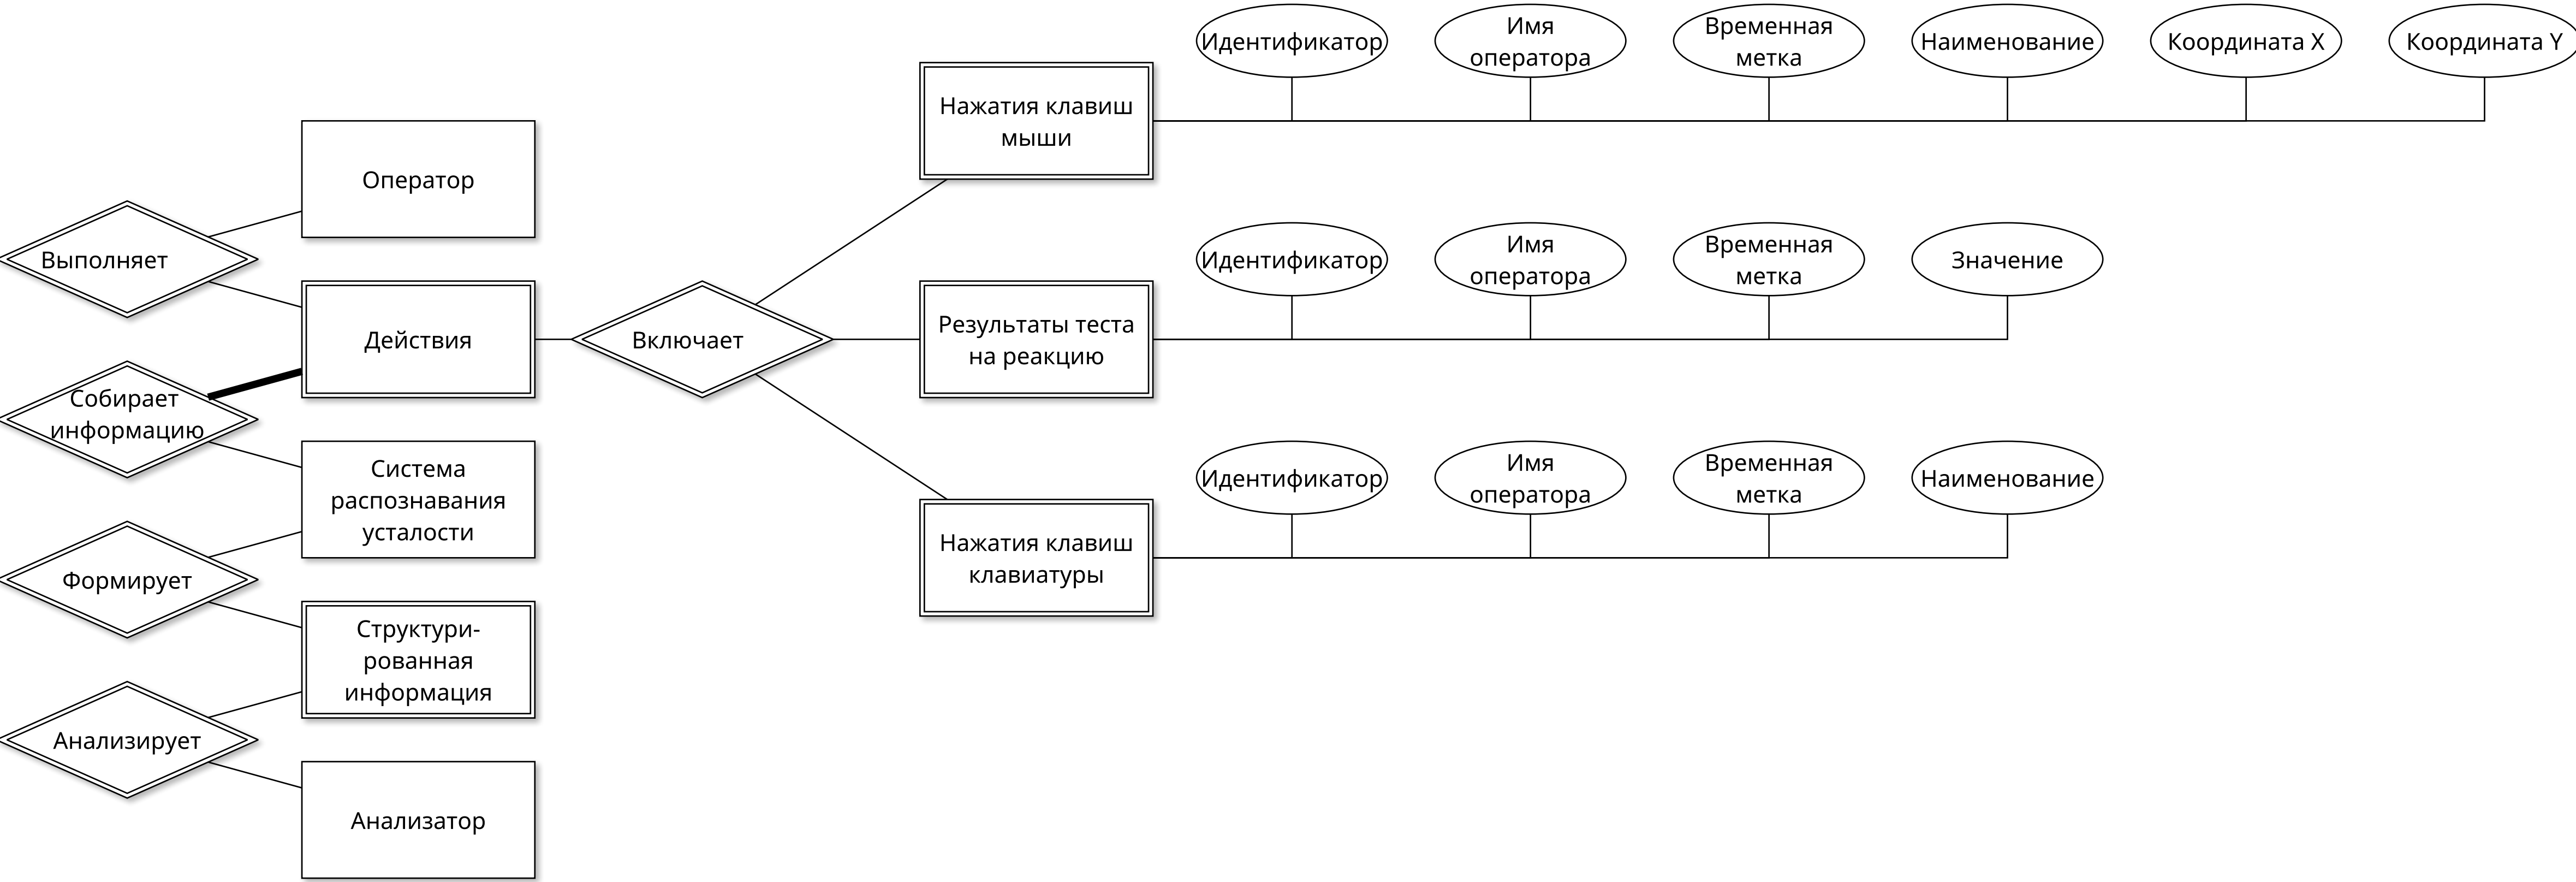 Идентификатор
Имя
оператора
Временная
метка
Наименование
Координата X
Координата Y
Нажатия клавиш
мыши
Оператор
Выполняет
Идентификатор
Имя
оператора
Временная
метка
Значение
Действия
Включает
Результаты теста
на реакцию
Собирает
информацию
Система
распознавания
усталости
Идентификатор
Имя
оператора
Временная
метка
Наименование
Нажатия клавиш
клавиатуры
Формирует
Структури-
рованная
информация
Анализирует
Анализатор